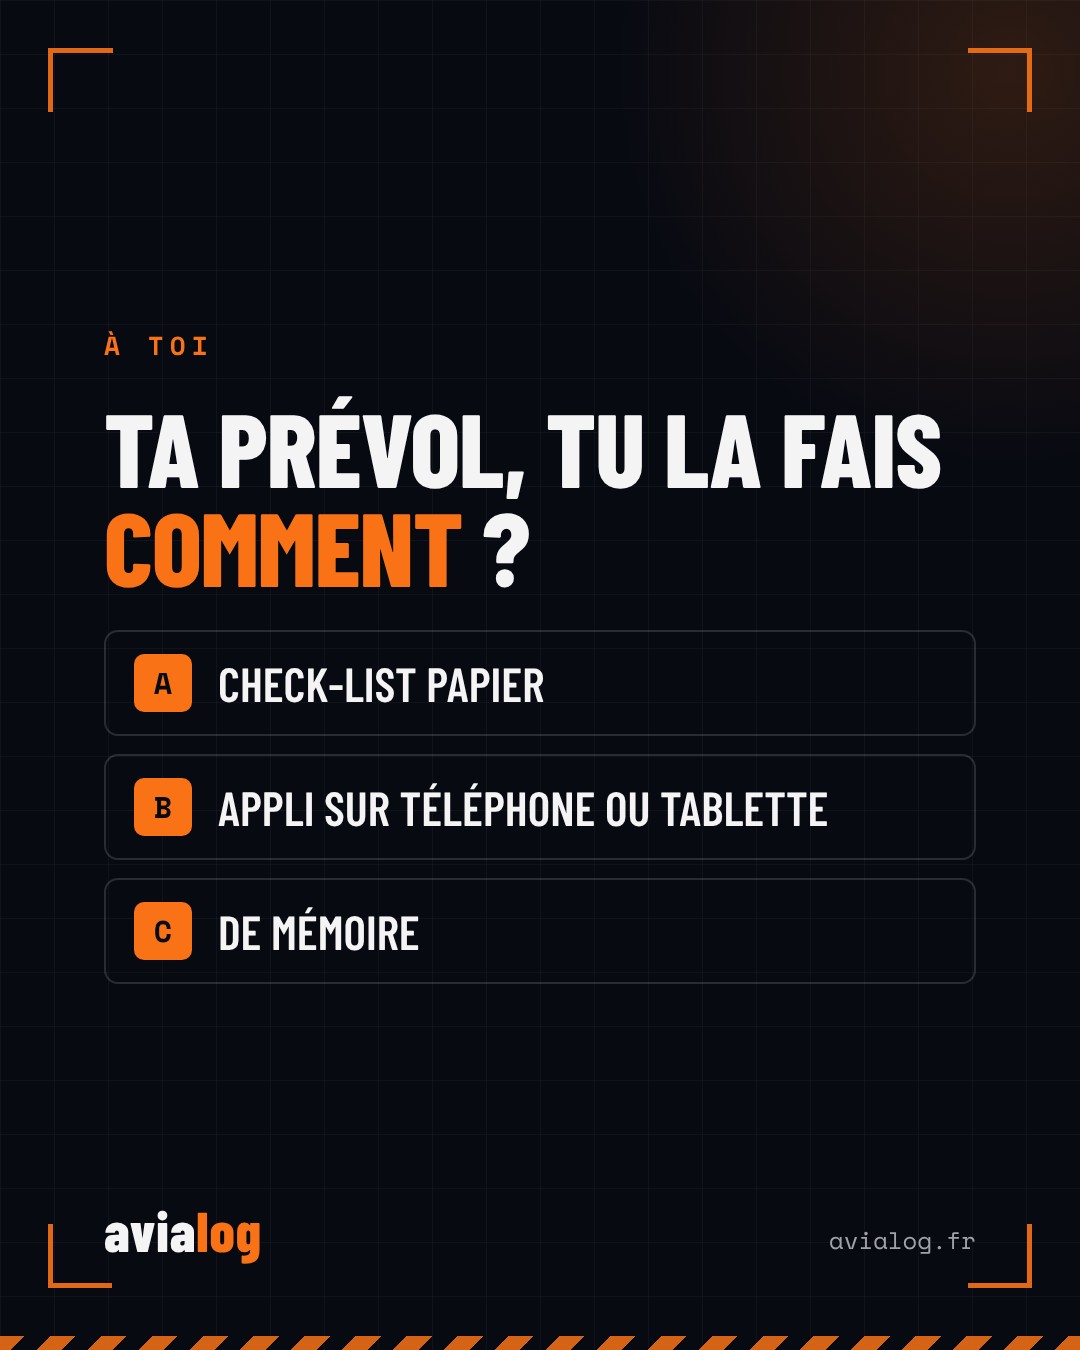 À TOI
TA PRÉVOL, TU LA FAIS
COMMENT ?
A CHECK-LIST PAPIER
B APPLI SUR TÉLÉPHONE OU TABLETTE
C DE MÉMOIRE
avialog
avialog.fr